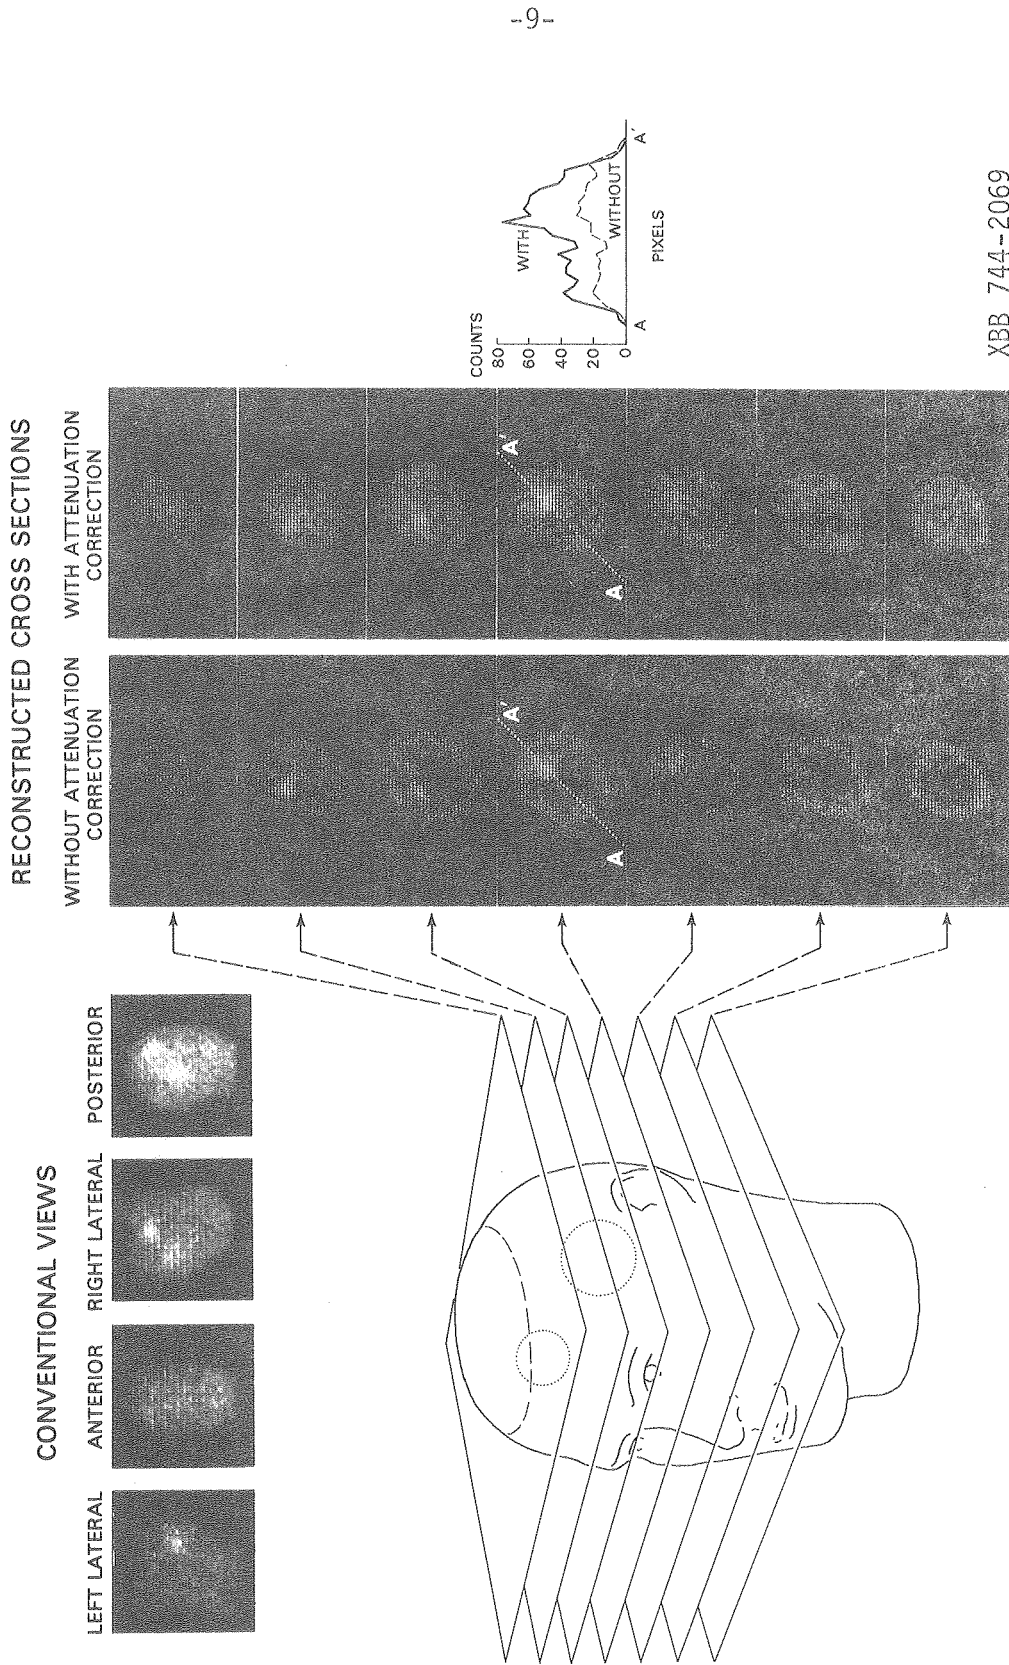 -9-
RECONSTRUCTED CROSS SECTIONS
CONVENTIONAL VIEWS
LEFT LATERAL
ANTERIOR
RIGHT LATERAL
POSTERIOR
WITHOUT ATTENUATION
CORRECTION
WITH ATTENUATION
CORRECTION
A
A'
A
A'
COUNTS
80
60
40
20
0
WITH
WITHOUT
A
A'
PIXELS
XBB 744-2069